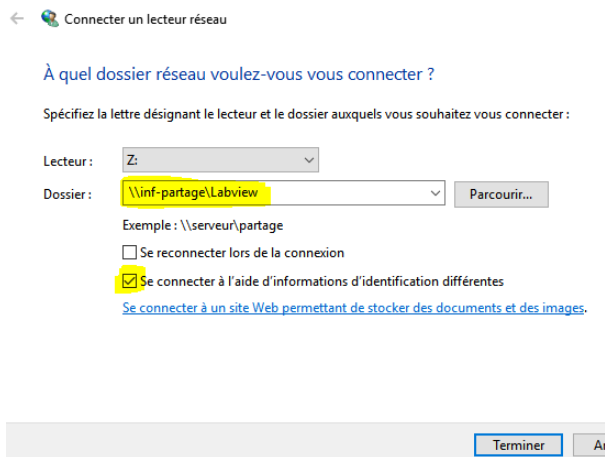 Connecter un lecteur réseau
À quel dossier réseau voulez-vous vous connecter ?
Spécifiez la lettre désignant le lecteur et le dossier auxquels vous souhaitez vous connecter :
Lecteur : Z:
Dossier : \\inf-partage\Labview Parcourir...
Exemple : \\serveur\partage
Se reconnecter lors de la connexion
Se connecter à l'aide d'informations d'identification différentes
Se connecter à un site Web permettant de stocker des documents et des images.
Terminer